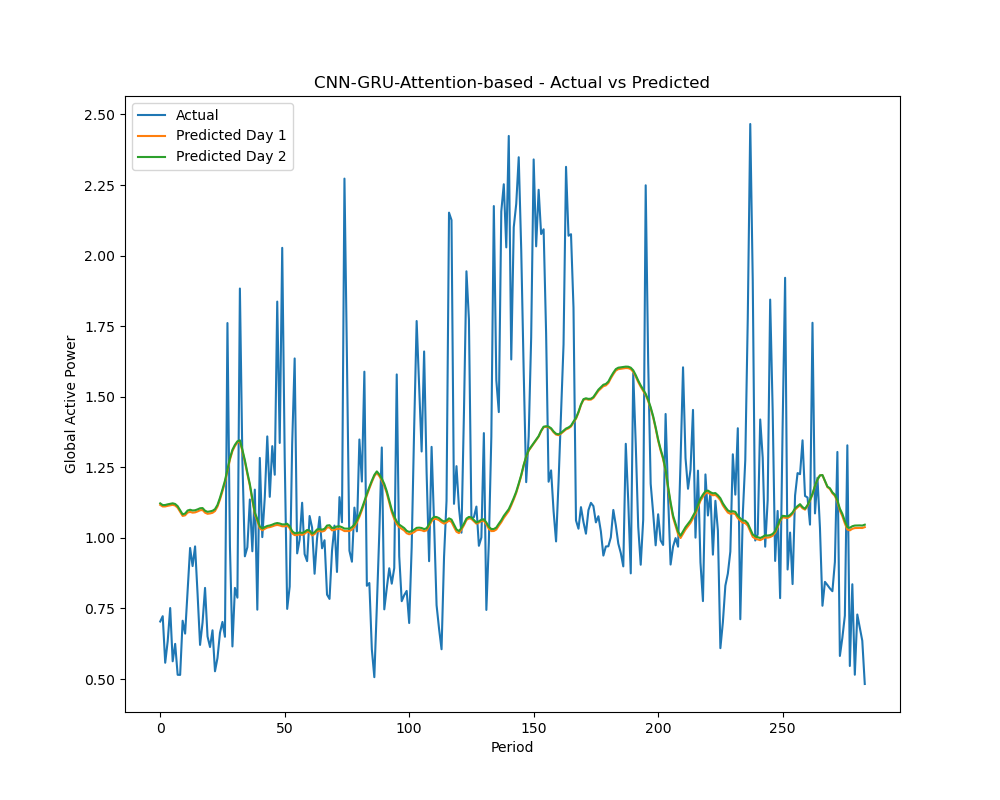 CNN-GRU-Attention-based - Actual vs Predicted
Actual
Predicted Day 1
Predicted Day 2
2.50
2.25
2.00
1.75
1.50
1.25
1.00
0.75
0.50
Global Active Power
0 50 100 150 200 250
Period